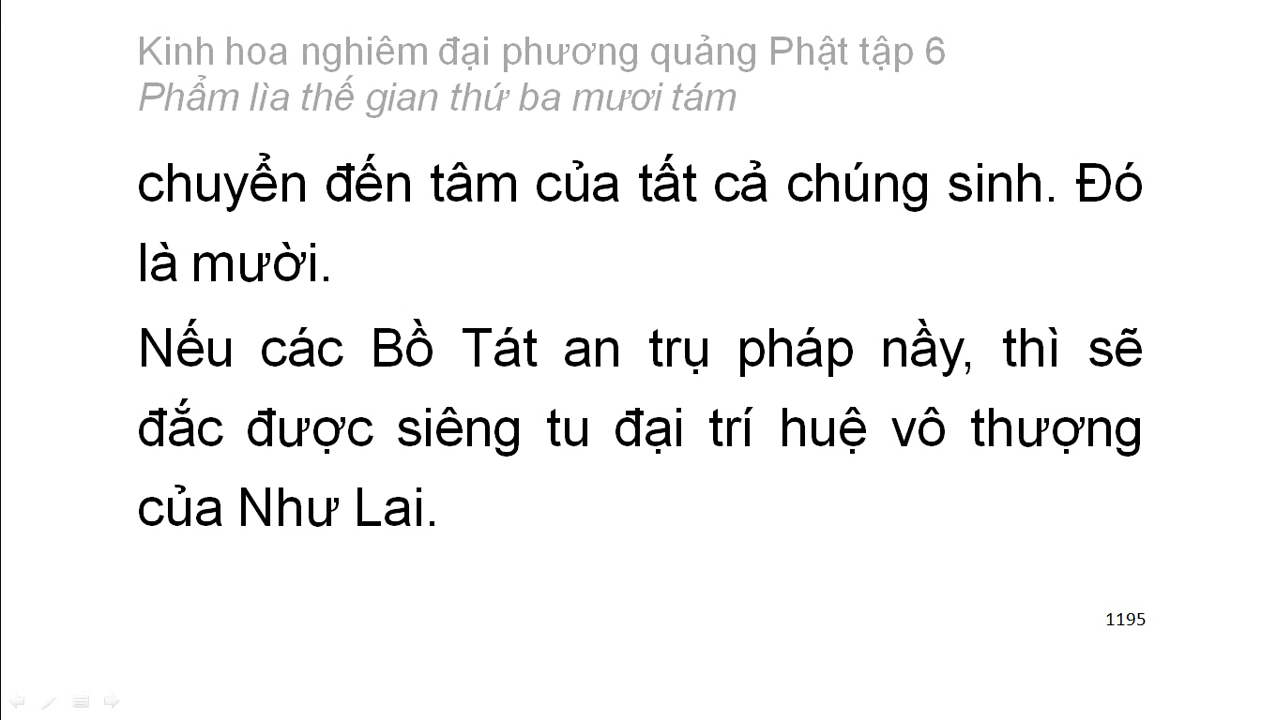 Kinh hoa nghiêm đại phương quảng Phật tập 6
Phẩm lìa thế gian thứ ba mươi tám
chuyển đến tâm của tất cả chúng sinh. Đó
là mười.
Nếu các Bồ Tát an trụ pháp nầy, thì sẽ
đắc được siêng tu đại trí huệ vô thượng
của Như Lai.
1195